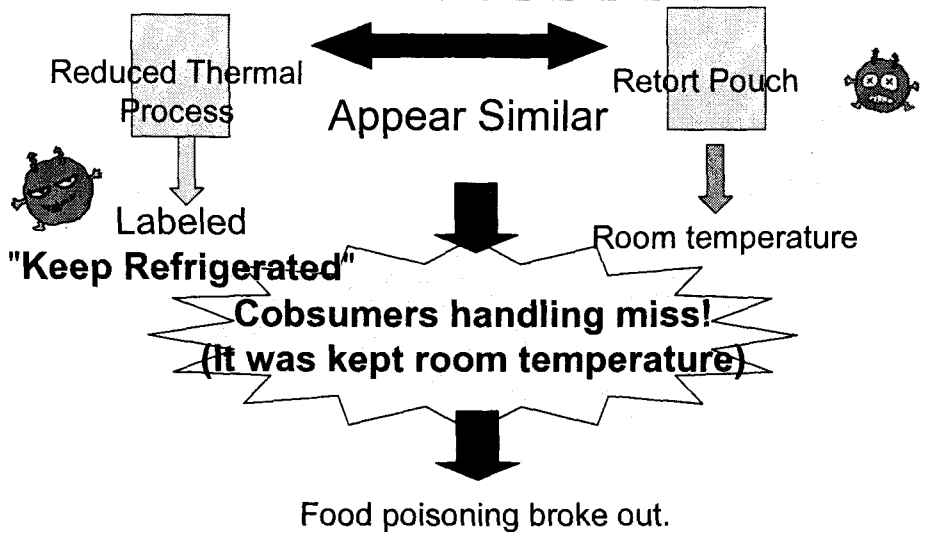 Reduced Thermal
Process
Appear Similar
Retort Pouch
Labeled
"Keep Refrigerated"
Room temperature
Cobsumers handling miss!
(It was kept room temperature)
Food poisoning broke out.